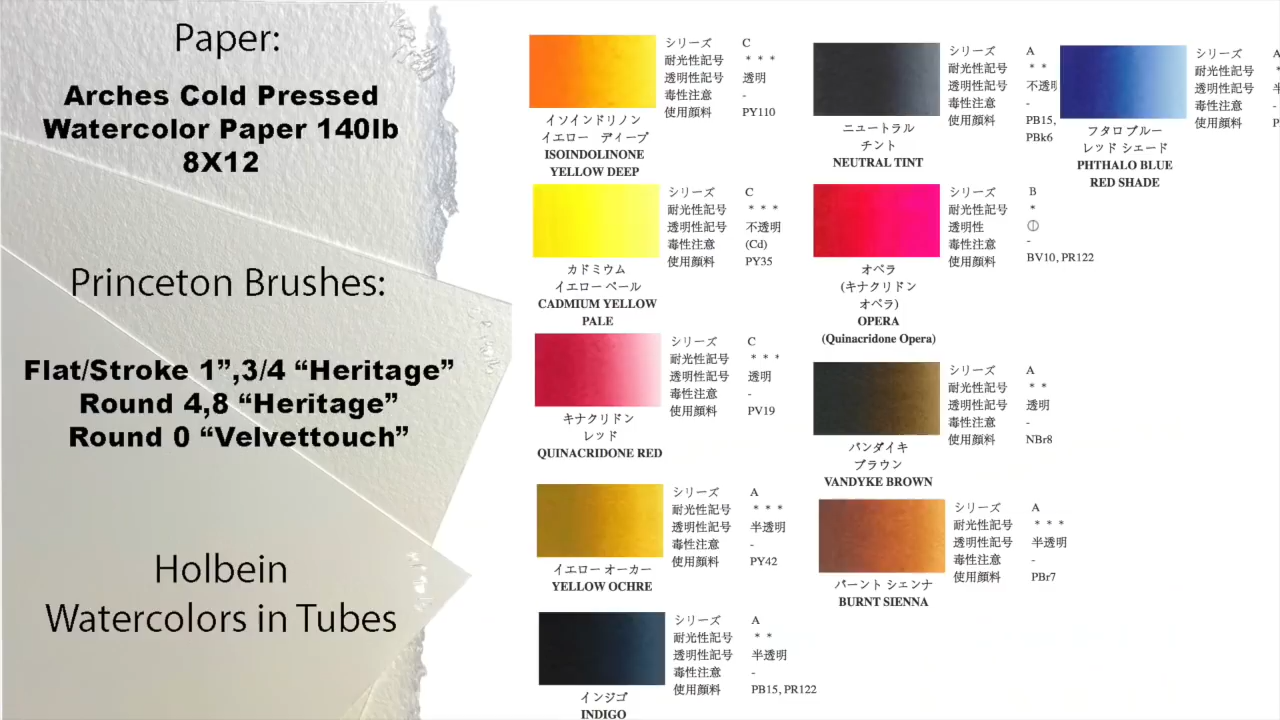 Paper:
Arches Cold Pressed
Watercolor Paper 140lb
8X12
Princeton Brushes:
Flat/Stroke 1”,3/4 “Heritage”
Round 4,8 “Heritage”
Round 0 “Velvettouch”
Holbein
Watercolors in Tubes
シリーズ C
耐光性記号 * * *
透明性記号 透明
毒性注意 -
使用顔料 PY110
イソインドリノン
イエロー ディープ
ISOINDOLINONE
YELLOW DEEP
シリーズ C
耐光性記号 * * *
透明性記号 不透明
毒性注意 (Cd)
使用顔料 PY35
カドミウム
イエロー ペール
CADMIUM YELLOW
PALE
シリーズ C
耐光性記号 * * *
透明性記号 透明
毒性注意 -
使用顔料 PV19
キナクリドン
レッド
QUINACRIDONE RED
シリーズ A
耐光性記号 * * *
透明性記号 半透明
毒性注意 -
使用顔料 PY42
イエロー オーカー
YELLOW OCHRE
シリーズ A
耐光性記号 * *
透明性記号 半透明
毒性注意 -
使用顔料 PB15, PR122
インジゴ
INDIGO
シリーズ A
耐光性記号 * *
透明性記号 不透明
毒性注意 -
使用顔料 PB15,
PBk6
ニュートラル
チント
NEUTRAL TINT
シリーズ B
耐光性記号 *
透明性
毒性注意 -
使用顔料 BV10, PR122
オペラ
(キナクリドン
オペラ)
OPERA
(Quinacridone Opera)
シリーズ A
耐光性記号 * *
透明性記号 透明
毒性注意 -
使用顔料 NBr8
バンダイキ
ブラウン
VANDYKE BROWN
シリーズ A
耐光性記号 * * *
透明性記号 半透明
毒性注意 -
使用顔料 PBr7
バーント シェンナ
BURNT SIENNA
シリーズ
耐光性記号
透明性記号
毒性注意
使用顔料
フタロ ブルー
レッド シェード
PHTHALO BLUE
RED SHADE